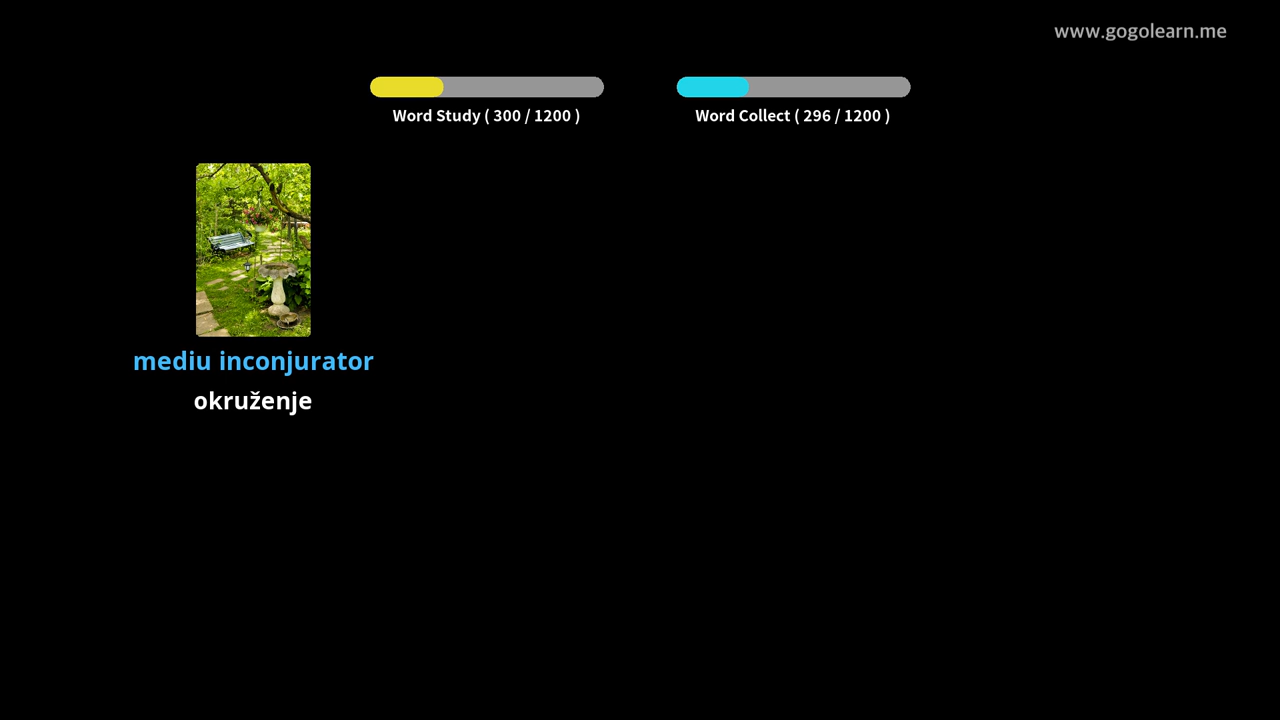 www.gogolearn.me
Word Study ( 300 / 1200 )
Word Collect ( 296 / 1200 )
mediu inconjurator
okruženje